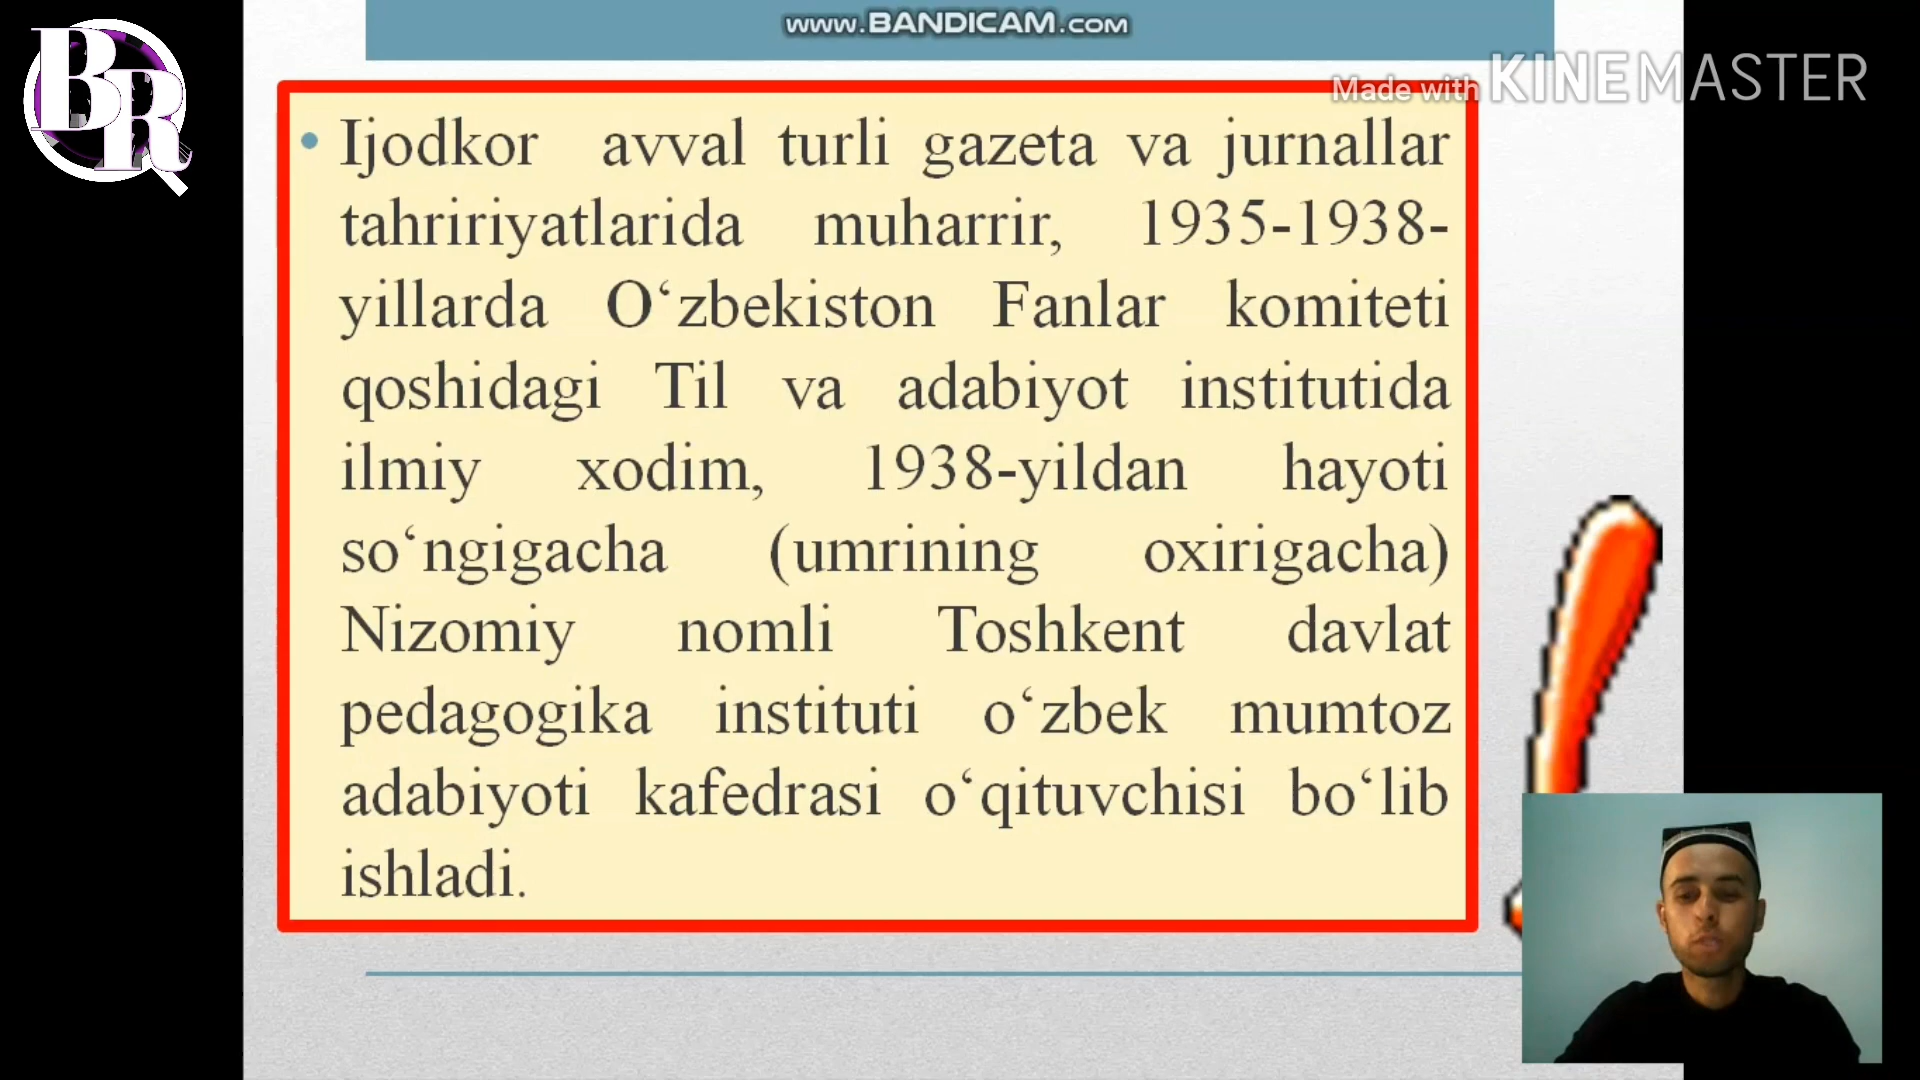 www.BANDICAM.com
BR
Made with KINEMASTER
• Ijodkor avval turli gazeta va jurnallar
tahririyatlarida muharrir, 1935-1938-
yillarda O‘zbekiston Fanlar komiteti
qoshidagi Til va adabiyot institutida
ilmiy xodim, 1938-yildan hayoti
so‘ngigacha (umrining oxirigacha)
Nizomiy nomli Toshkent davlat
pedagogika instituti o‘zbek mumtoz
adabiyoti kafedrasi o‘qituvchisi bo‘lib
ishladi.